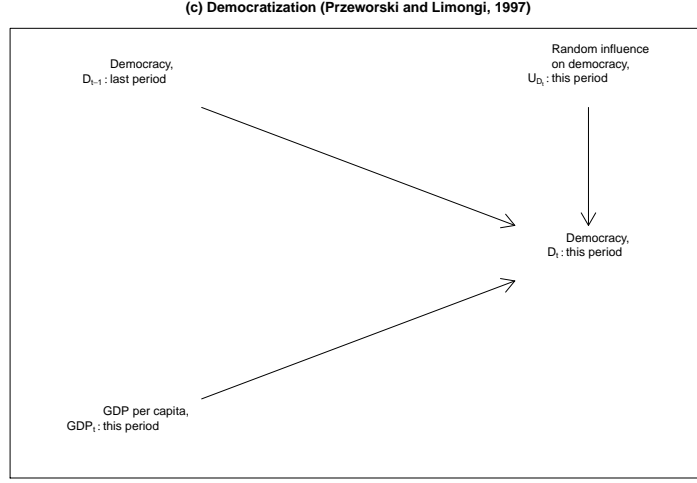 (c) Democratization (Przeworski and Limongi, 1997)
Democracy,
Dₜ₋₁ : last period
Random influence
on democracy,
U_Dₜ : this period
Democracy,
Dₜ : this period
GDP per capita,
GDPₜ : this period